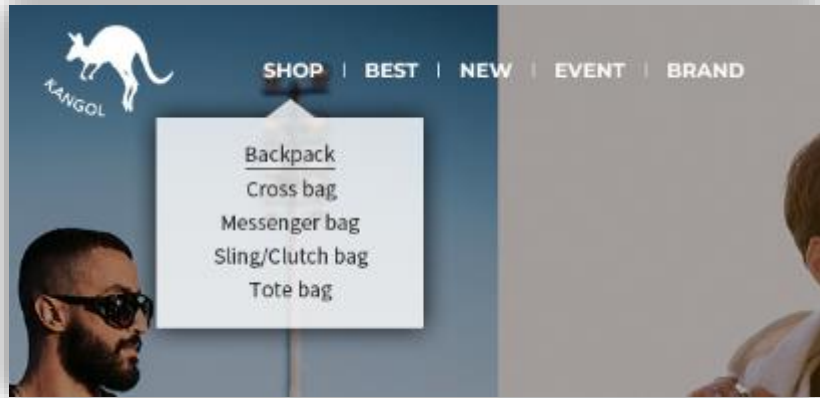 KANGOL
SHOP | BEST | NEW | EVENT | BRAND
Backpack
Cross bag
Messenger bag
Sling/Clutch bag
Tote bag